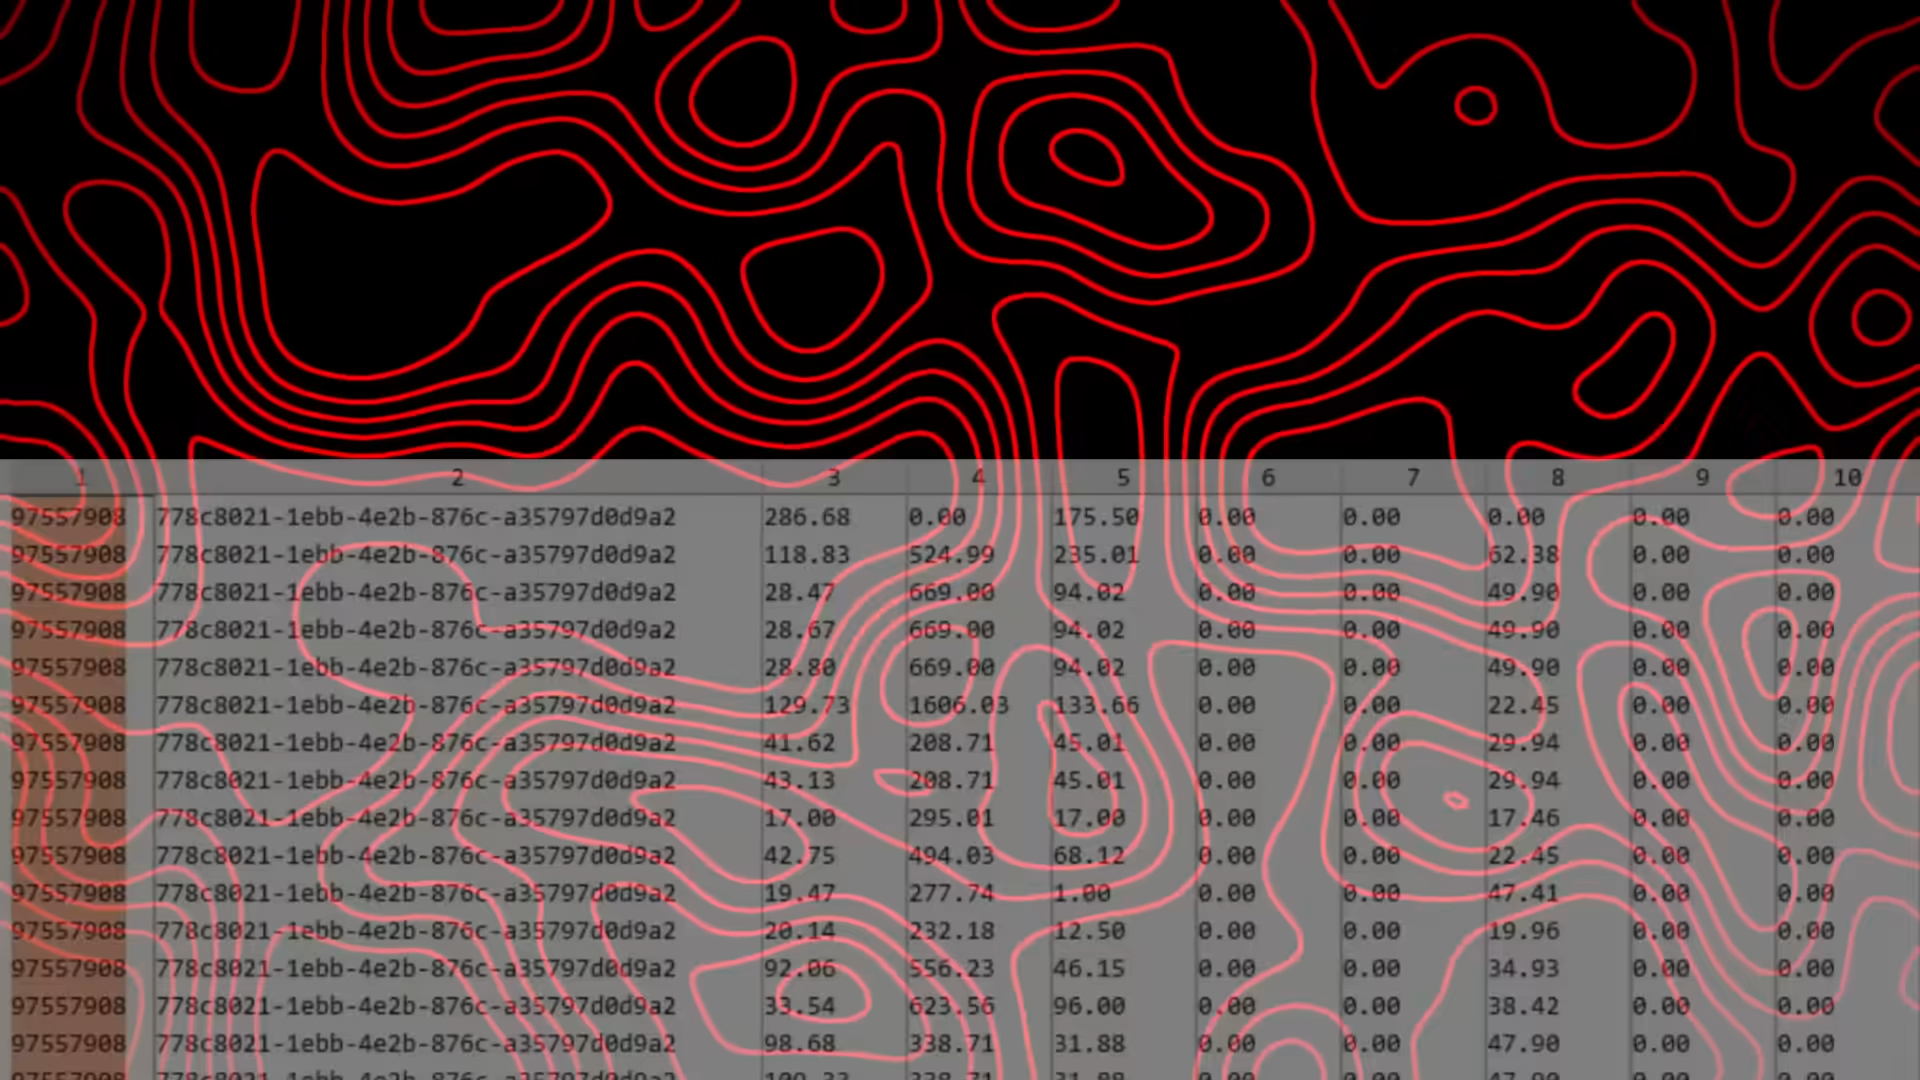 1 2 3 4 5 6 7 8 9 10
97557908 778c8021-1ebb-4e2b-876c-a35797d0d9a2 286.68 0.00 175.50 0.00 0.00 0.00 0.00 0.00
97557908 778c8021-1ebb-4e2b-876c-a35797d0d9a2 118.83 524.99 235.01 0.00 0.00 62.38 0.00 0.00
97557908 778c8021-1ebb-4e2b-876c-a35797d0d9a2 28.47 669.00 94.02 0.00 0.00 49.90 0.00 0.00
97557908 778c8021-1ebb-4e2b-876c-a35797d0d9a2 28.67 669.00 94.02 0.00 0.00 49.90 0.00 0.00
97557908 778c8021-1ebb-4e2b-876c-a35797d0d9a2 28.80 669.00 94.02 0.00 0.00 49.90 0.00 0.00
97557908 778c8021-1ebb-4e2b-876c-a35797d0d9a2 129.73 1606.03 133.66 0.00 0.00 22.45 0.00 0.00
97557908 778c8021-1ebb-4e2b-876c-a35797d0d9a2 41.62 208.71 45.01 0.00 0.00 29.94 0.00 0.00
97557908 778c8021-1ebb-4e2b-876c-a35797d0d9a2 43.13 208.71 45.01 0.00 0.00 29.94 0.00 0.00
97557908 778c8021-1ebb-4e2b-876c-a35797d0d9a2 17.00 295.01 17.00 0.00 0.00 17.46 0.00 0.00
97557908 778c8021-1ebb-4e2b-876c-a35797d0d9a2 42.75 494.03 68.12 0.00 0.00 22.45 0.00 0.00
97557908 778c8021-1ebb-4e2b-876c-a35797d0d9a2 19.47 277.74 1.00 0.00 0.00 47.41 0.00 0.00
97557908 778c8021-1ebb-4e2b-876c-a35797d0d9a2 20.14 232.18 12.50 0.00 0.00 19.96 0.00 0.00
97557908 778c8021-1ebb-4e2b-876c-a35797d0d9a2 92.06 556.23 46.15 0.00 0.00 34.93 0.00 0.00
97557908 778c8021-1ebb-4e2b-876c-a35797d0d9a2 33.54 623.56 96.00 0.00 0.00 38.42 0.00 0.00
97557908 778c8021-1ebb-4e2b-876c-a35797d0d9a2 98.68 338.71 31.88 0.00 0.00 47.90 0.00 0.00